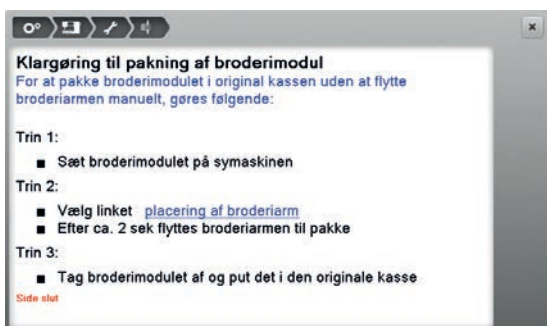 Klargøring til pakning af broderimodul
For at pakke broderimodulet i original kassen uden at flytte
broderiarmen manuelt, gøres følgende:
Trin 1:
■ Sæt broderimodulet på symaskinen
Trin 2:
■ Vælg linket placering af broderiarm
■ Efter ca. 2 sek flyttes broderiarmen til pakke
Trin 3:
■ Tag broderimodulet af og put det i den originale kasse
Side slut